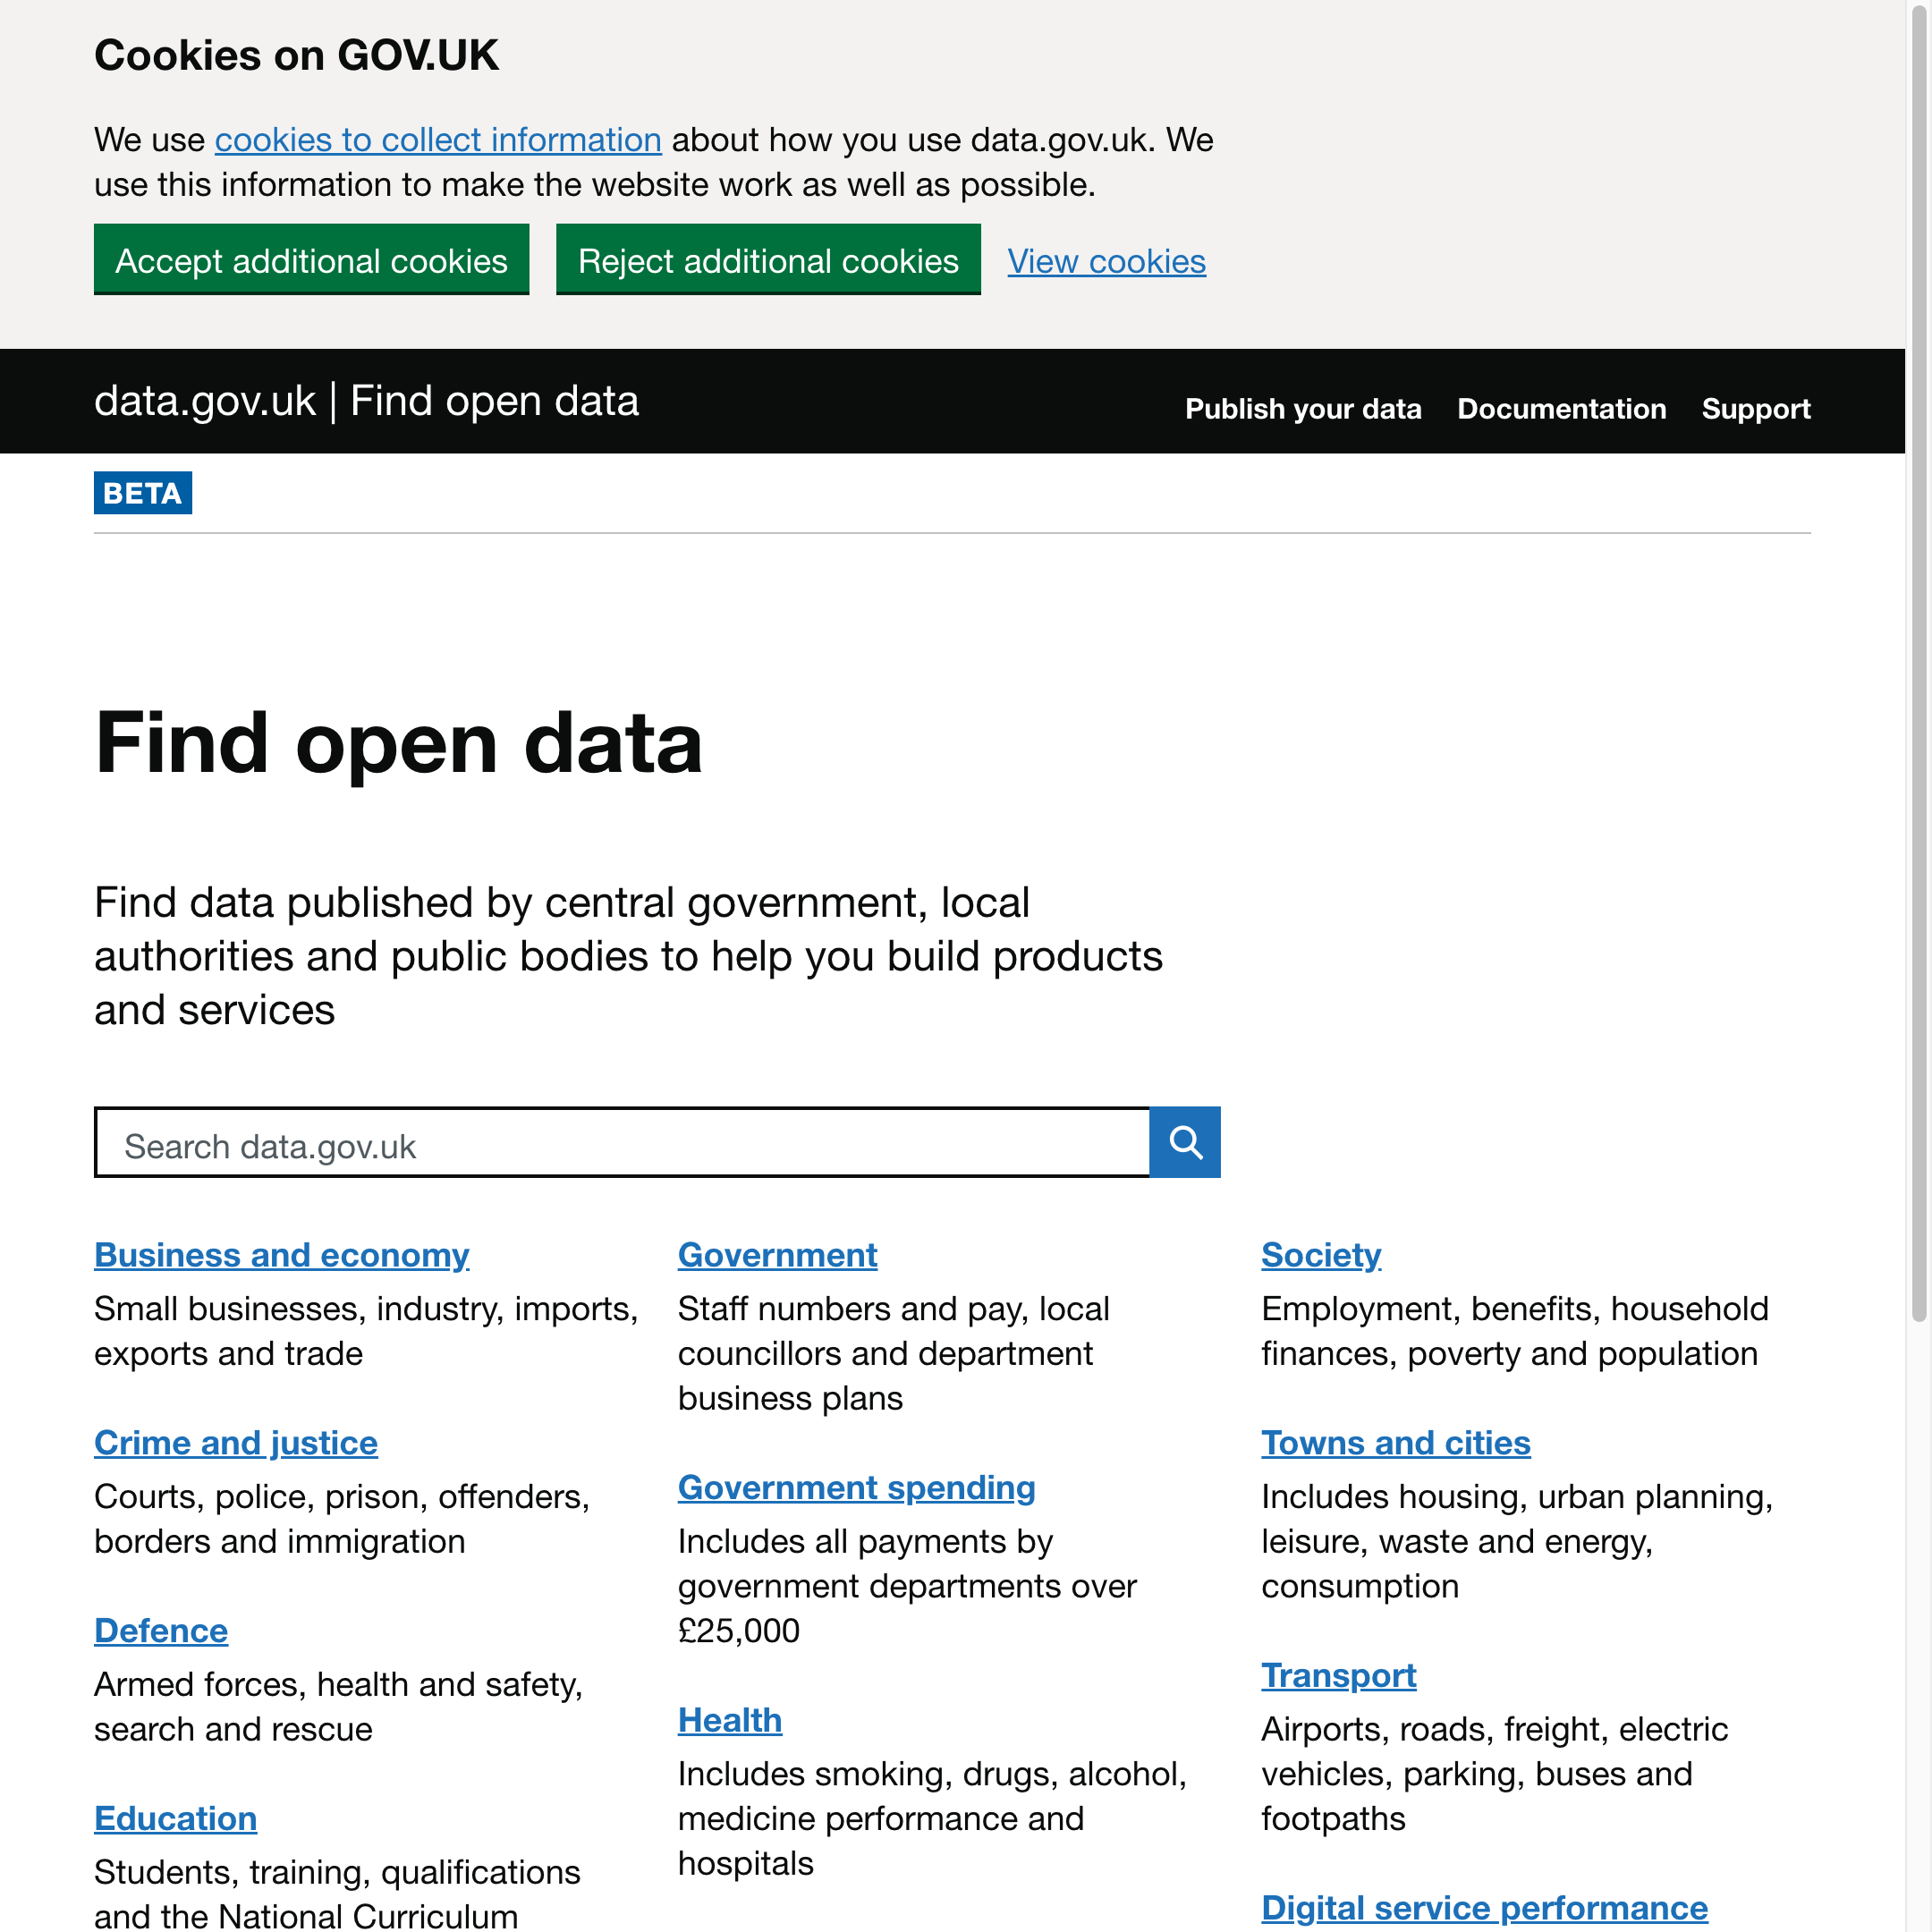 Cookies on GOV.UK
We use cookies to collect information about how you use data.gov.uk. We
use this information to make the website work as well as possible.
Accept additional cookies
Reject additional cookies
View cookies
data.gov.uk | Find open data
Publish your data
Documentation
Support
BETA
Find open data
Find data published by central government, local
authorities and public bodies to help you build products
and services
Search data.gov.uk
Business and economy
Small businesses, industry, imports,
exports and trade
Crime and justice
Courts, police, prison, offenders,
borders and immigration
Defence
Armed forces, health and safety,
search and rescue
Education
Students, training, qualifications
and the National Curriculum
Government
Staff numbers and pay, local
councillors and department
business plans
Government spending
Includes all payments by
government departments over
£25,000
Health
Includes smoking, drugs, alcohol,
medicine performance and
hospitals
Society
Employment, benefits, household
finances, poverty and population
Towns and cities
Includes housing, urban planning,
leisure, waste and energy,
consumption
Transport
Airports, roads, freight, electric
vehicles, parking, buses and
footpaths
Digital service performance